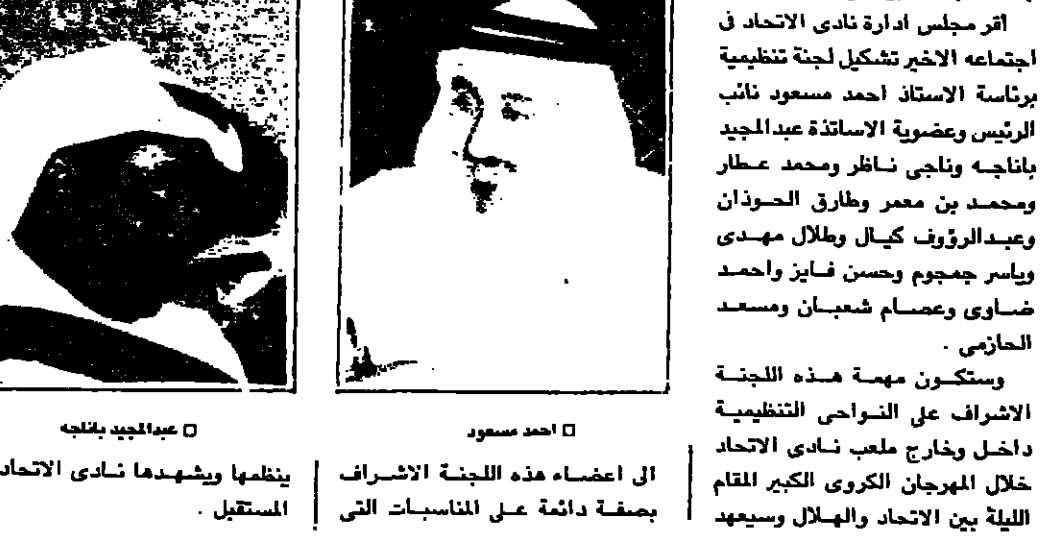 أقر مجلس ادارة نادى الاتحاد فى
اجتماعه الاخير تشكيل لجنة تنظيمية
برئاسة الاستاذ احمد مسعود نائب
الرئيس وعضوية الاساتذة عبدالمجيد
باناجه وناجى ناظر ومحمد عطار
ومحمد بن معمر وطارق الحوذان
وعبدالرؤوف كيال وطلال مهدى
وياسر جمجوم وحسن فايز واحمد
ضاوى وعصام شعبان ومسعد
الحازمى .
وستكون مهمة هذه اللجنة
الاشراف على النواحى التنظيمية
داخل وخارج ملعب نادى الاتحاد
خلال المهرجان الكروى الكبير المقام
الليلة بين الاتحاد والهلال وسيعهد
□ احمد مسعود
الى اعضاء هذه اللجنة الاشراف
بصفة دائمة على المناسبات التى
□ عبدالمجيد باناجه
ينظمها ويشهدها نادى الاتحاد
المستقبل .